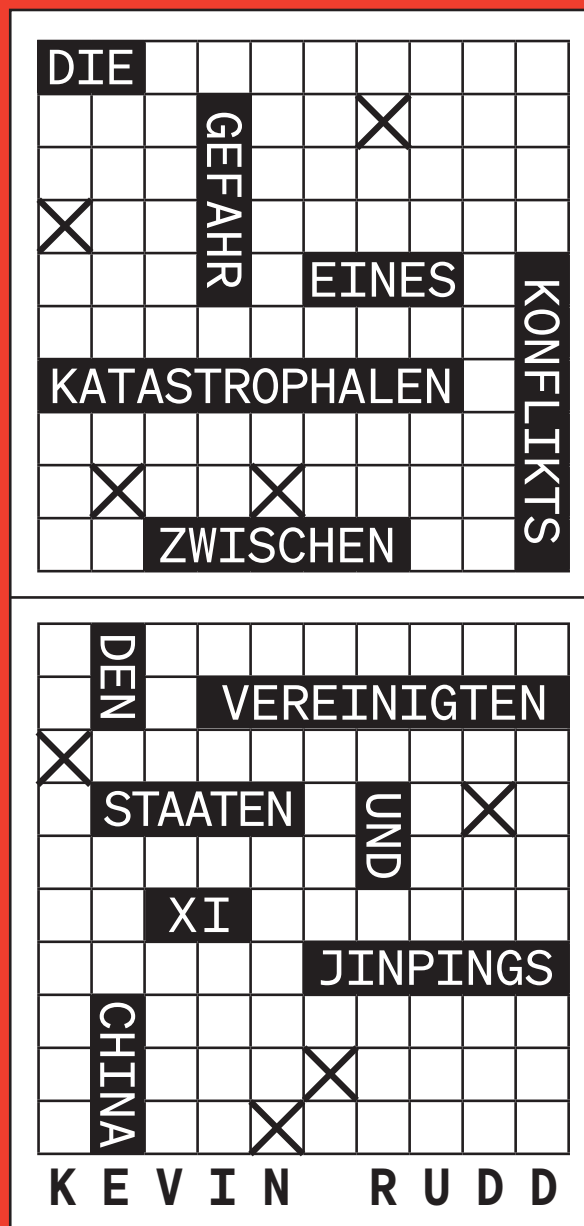 DIE
GEFAHR
EINES
KONFLIKTS
KATASTROPHALEN
ZWISCHEN
DEN
VEREINIGTEN
STAATEN
UND
XI
JINPINGS
CHINA
KEVIN RUDD